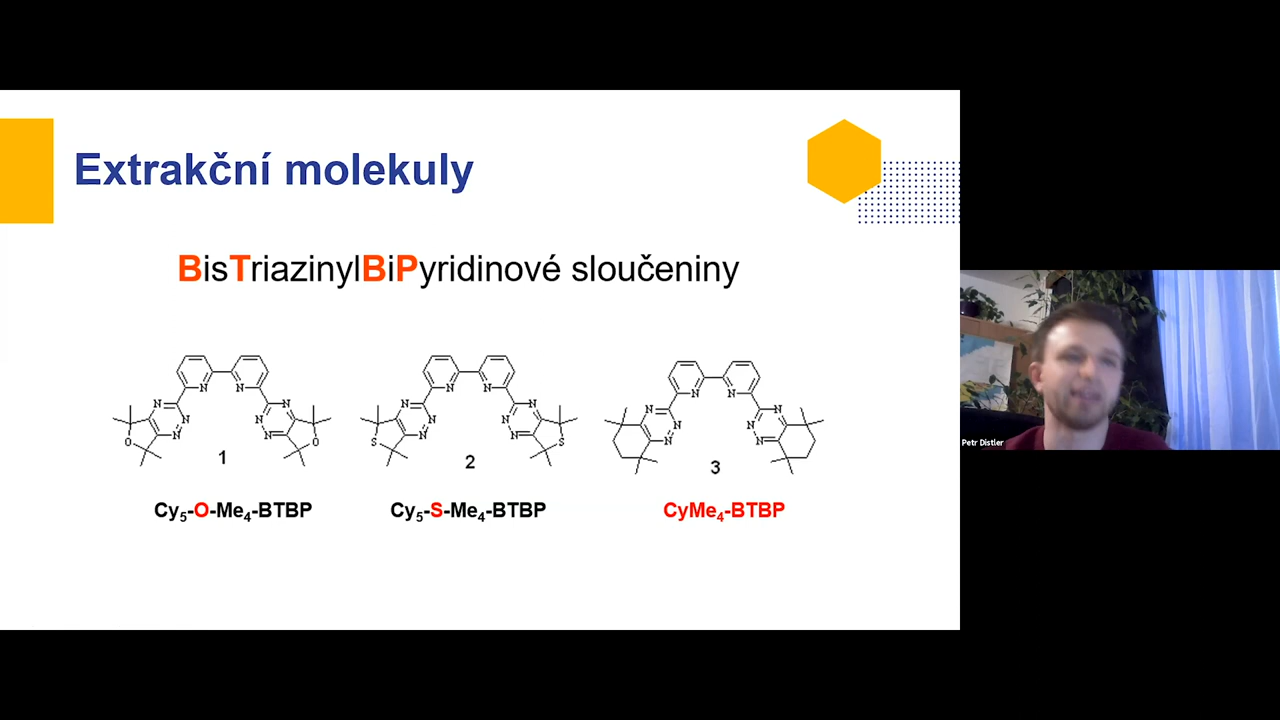 Extrakční molekuly
BisTriazinylBiPyridinové sloučeniny
N N N N N N N N
O O
1
N N N N N N N N
S S
2
N N N N N N N N
3
Cy₅-O-Me₄-BTBP
Cy₅-S-Me₄-BTBP
CyMe₄-BTBP
Petr Distler